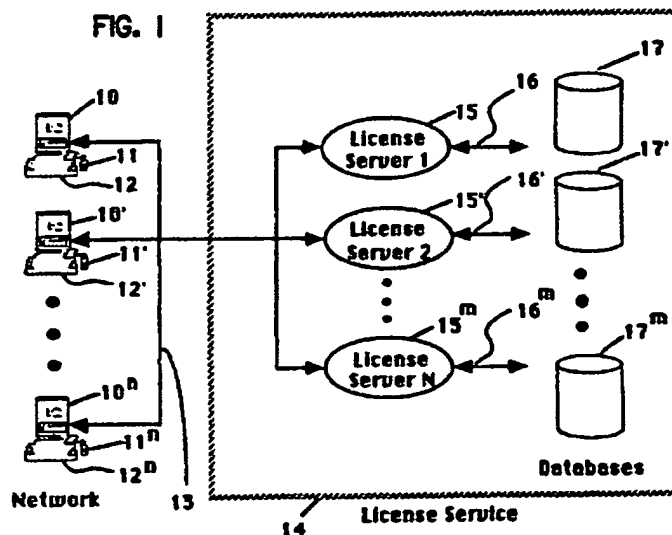 FIG. 1
10
11
12
10'
11'
12'
10ⁿ
11ⁿ
12ⁿ
Network
13
14
License Service
15
License
Server 1
16
17
15'
License
Server 2
16'
17'
15ᵐ
License
Server N
16ᵐ
17ᵐ
Databases